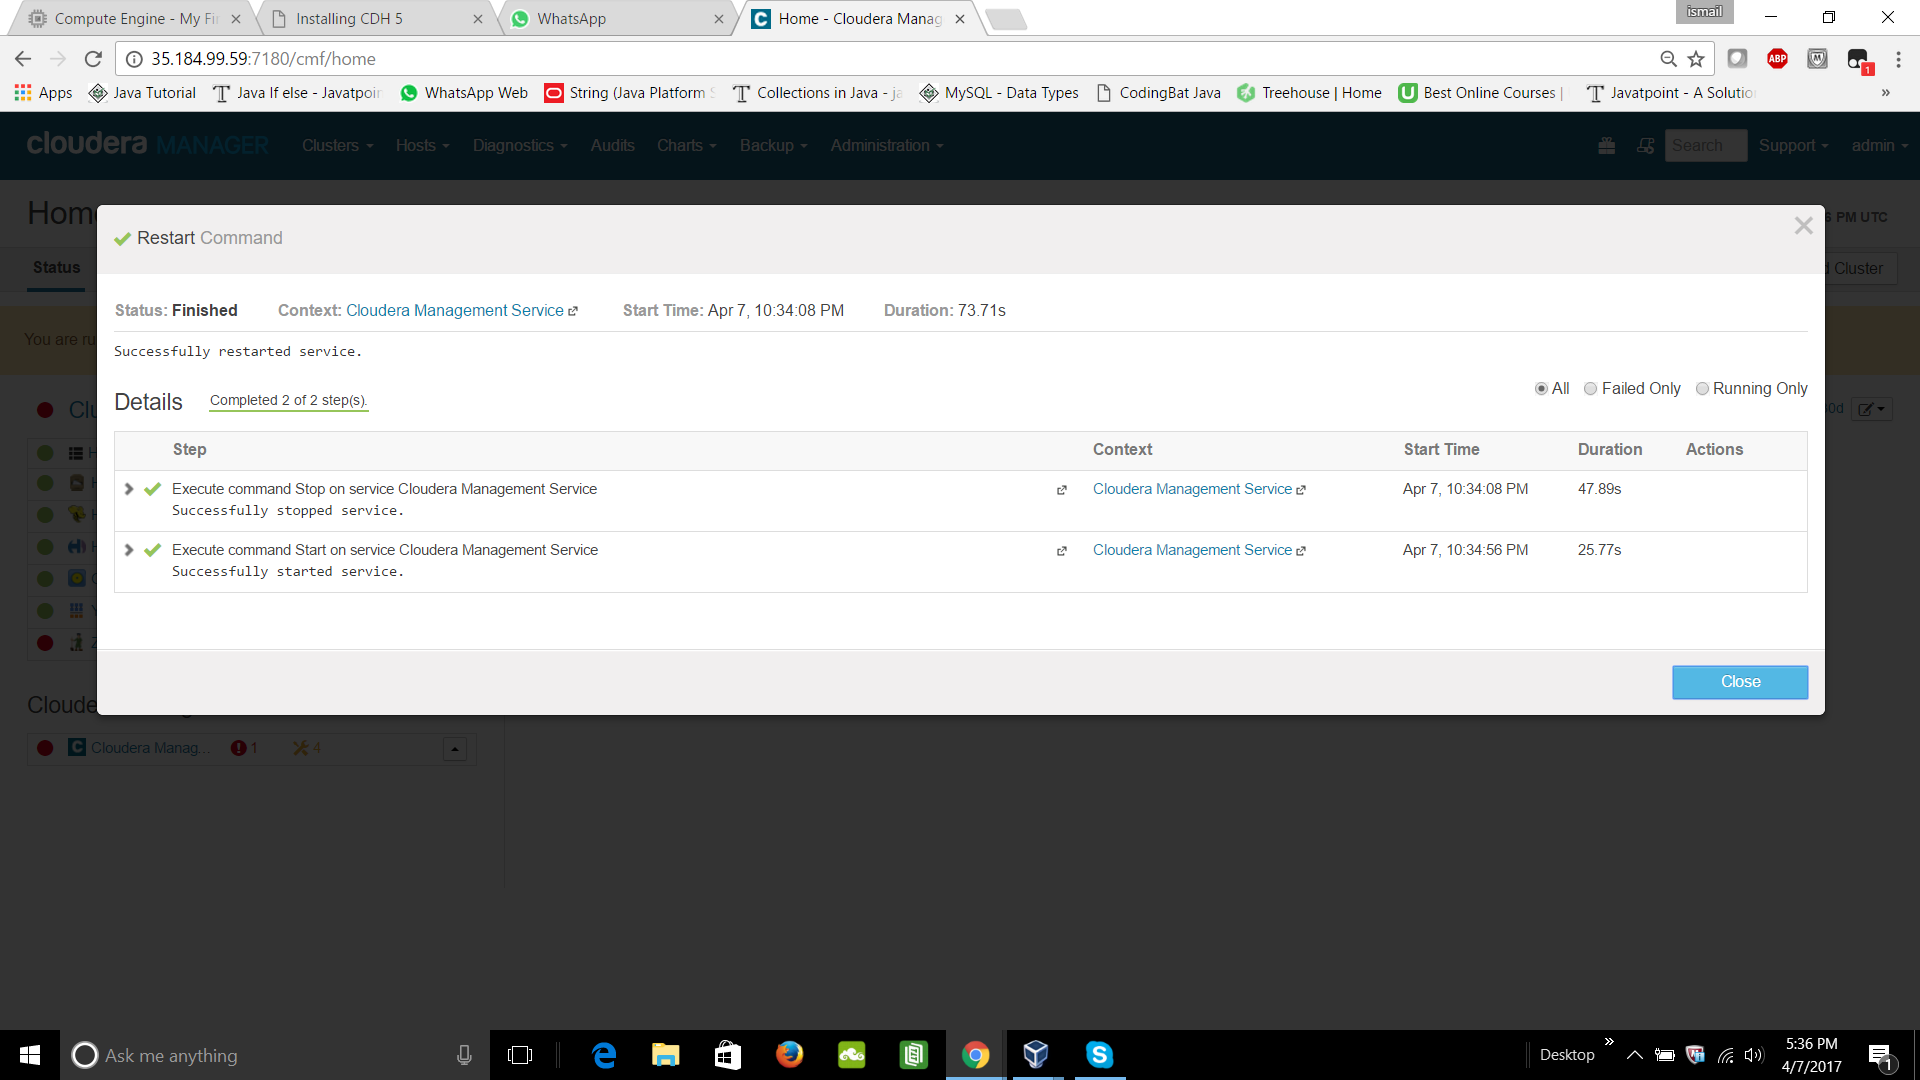 Compute Engine - My Fi
Installing CDH 5
WhatsApp
Home - Cloudera Manag
ismail
35.184.99.59:7180/cmf/home
ABP
1
Apps
Java Tutorial
Java If else - Javatpoin
WhatsApp Web
String (Java Platform S
Collections in Java - ja
MySQL - Data Types
CodingBat Java
Treehouse | Home
Best Online Courses |
Javatpoint - A Solutio
»
cloudera MANAGER
Clusters
Hosts
Diagnostics
Audits
Charts
Backup
Administration
Search
Support
admin
Home
6 PM UTC
Restart Command
Status
d Cluster
Status: Finished
Context: Cloudera Management Service
Start Time: Apr 7, 10:34:08 PM
Duration: 73.71s
You are ru
Successfully restarted service.
Details
Completed 2 of 2 step(s).
All
Failed Only
Running Only
Clu
0d
Step
Context
Start Time
Duration
Actions
Execute command Stop on service Cloudera Management Service
Cloudera Management Service
Apr 7, 10:34:08 PM
47.89s
Successfully stopped service.
Execute command Start on service Cloudera Management Service
Cloudera Management Service
Apr 7, 10:34:56 PM
25.77s
Successfully started service.
Close
Cloude
C
Cloudera Manag...
1
4
Ask me anything
Desktop
»
5:36 PM
4/7/2017
1